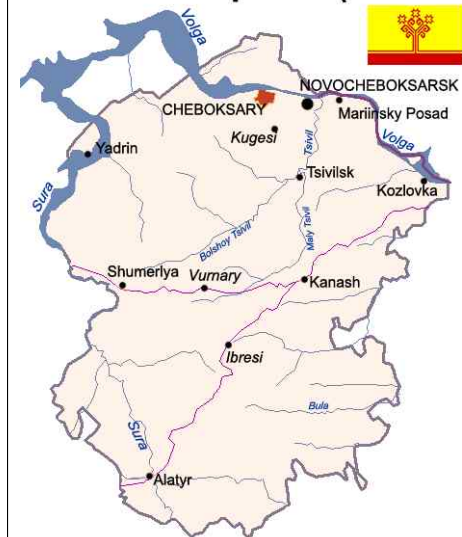 Volga
NOVOCHEBOKSARSK
CHEBOKSARY
Mariinsky Posad
Kugesi
Tsivil
Volga
Yadrin
Tsivilsk
Kozlovka
Sura
Bolshoy Tsivil
Maly Tsivil
Shumerlya
Vurnary
Kanash
Ibresi
Bula
Sura
Alatyr